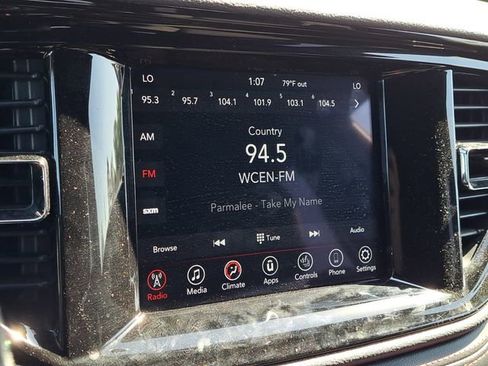 LO 1:07 79°F out LO
1 95.3 2 95.7 3 104.1 4 101.9 5 103.1 6 104.5
AM
Country
94.5
FM
WCEN-FM
sxm
Parmalee - Take My Name
Browse Tune Audio
Radio Media Climate Apps Controls Phone Settings